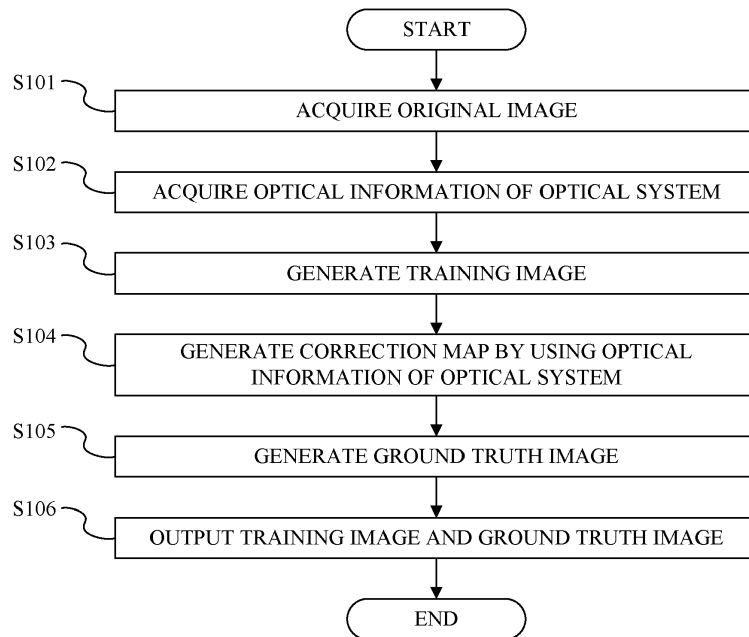 START
S101
ACQUIRE ORIGINAL IMAGE
S102
ACQUIRE OPTICAL INFORMATION OF OPTICAL SYSTEM
S103
GENERATE TRAINING IMAGE
S104
GENERATE CORRECTION MAP BY USING OPTICAL
INFORMATION OF OPTICAL SYSTEM
S105
GENERATE GROUND TRUTH IMAGE
S106
OUTPUT TRAINING IMAGE AND GROUND TRUTH IMAGE
END